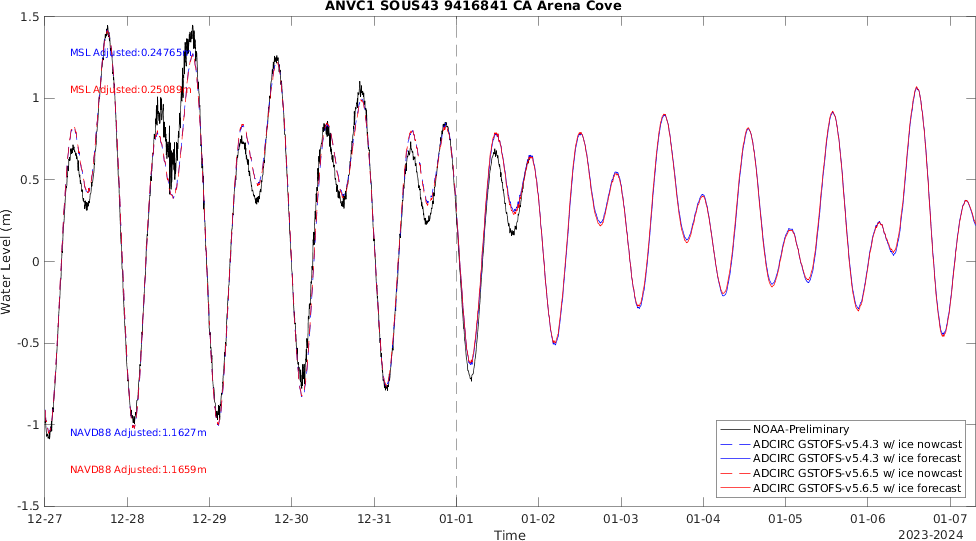 ANVC1 SOUS43 9416841 CA Arena Cove
MSL Adjusted:0.24765m
MSL Adjusted:0.25089m
NAVD88 Adjusted:1.1627m
NAVD88 Adjusted:1.1659m
Water Level (m)
1.5
1
0.5
0
-0.5
-1
-1.5
NOAA-Preliminary
ADCIRC GSTOFS-v5.4.3 w/ ice nowcast
ADCIRC GSTOFS-v5.4.3 w/ ice forecast
ADCIRC GSTOFS-v5.6.5 w/ ice nowcast
ADCIRC GSTOFS-v5.6.5 w/ ice forecast
12-27 12-28 12-29 12-30 12-31 01-01 01-02 01-03 01-04 01-05 01-06 01-07
Time
2023-2024